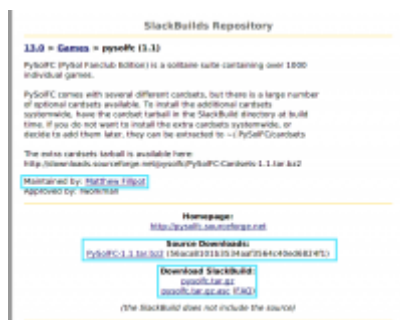 SlackBuilds Repository
13.0 > Games > pysolfc (1.1)
PySolFC (PySol Fanclub Edition) is a solitaire suite containing over 1000
individual games.
PySolFC comes with several different cardsets, but there is a large number
of optional cardsets available. To install the additional cardsets
systemwide, have the cardset tarball in the SlackBuild directory at build
time. If you do not want to install the extra cardsets systemwide, or
decide to add them later, they can be extracted to ~/.PySolFC/cardsets
The extra cardsets tarball is available here:
http://downloads.sourceforge.net/pysolfc/PySolFC-Cardsets-1.1.tar.bz2
Maintained by: Matthew Fillpot
Approved by: rworkman
Homepage:
http://pysolfc.sourceforge.net
Source Downloads:
PySolFC-1.1.tar.bz2
Download SlackBuild:
pysolfc.tar.gz
pysolfc.tar.gz.asc (FAQ)
(the SlackBuild does not include the source)